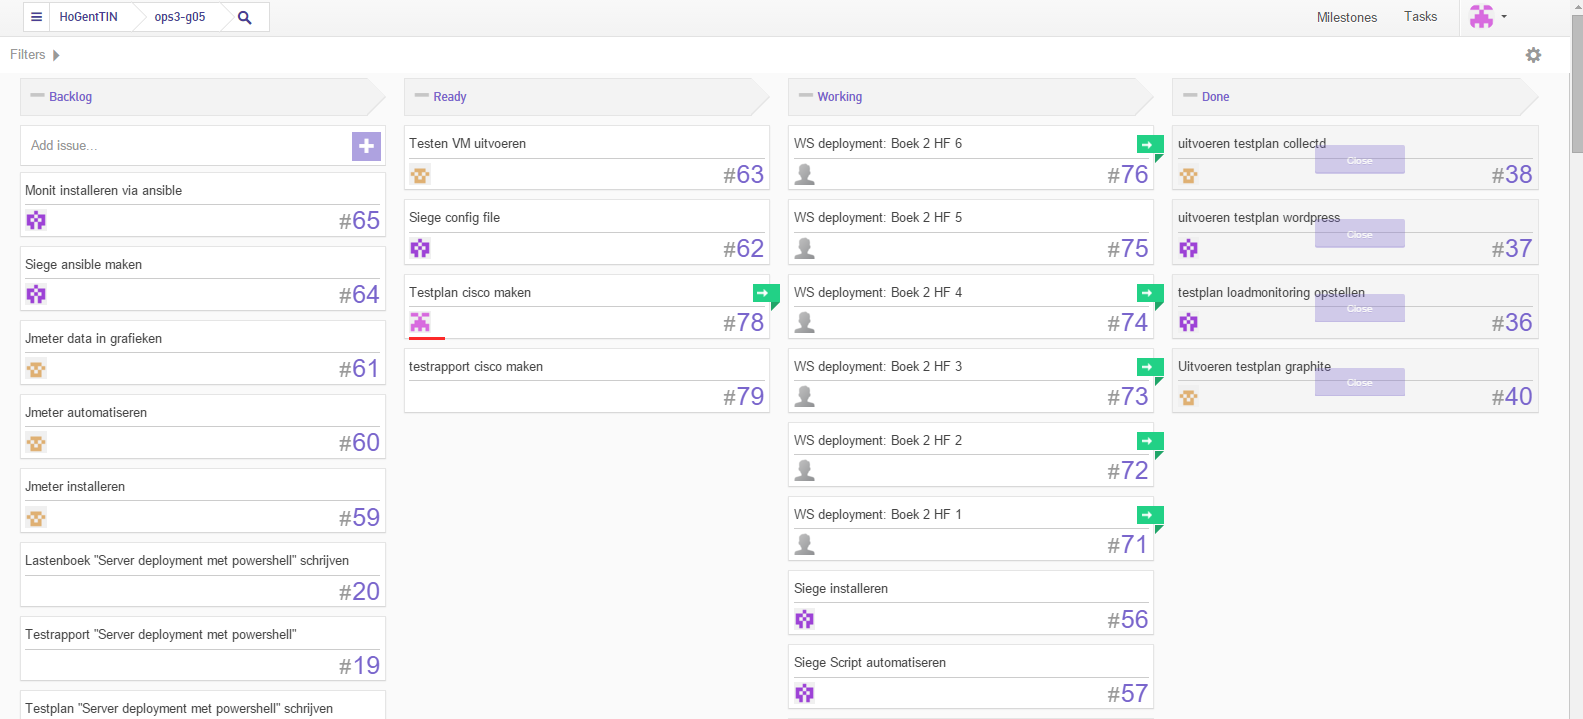 HoGentTIN
ops3-g05
Milestones
Tasks
Filters
Backlog
Add issue...
Monit installeren via ansible
#65
Siege ansible maken
#64
Jmeter data in grafieken
#61
Jmeter automatiseren
#60
Jmeter installeren
#59
Lastenboek "Server deployment met powershell" schrijven
#20
Testrapport "Server deployment met powershell"
#19
Testplan "Server deployment met powershell" schrijven
Ready
Testen VM uitvoeren
#63
Siege config file
#62
Testplan cisco maken
#78
testrapport cisco maken
#79
Working
WS deployment: Boek 2 HF 6
#76
WS deployment: Boek 2 HF 5
#75
WS deployment: Boek 2 HF 4
#74
WS deployment: Boek 2 HF 3
#73
WS deployment: Boek 2 HF 2
#72
WS deployment: Boek 2 HF 1
#71
Siege installeren
#56
Siege Script automatiseren
#57
Done
uitvoeren testplan collectd
Close
#38
uitvoeren testplan wordpress
Close
#37
testplan loadmonitoring opstellen
Close
#36
Uitvoeren testplan graphite
Close
#40